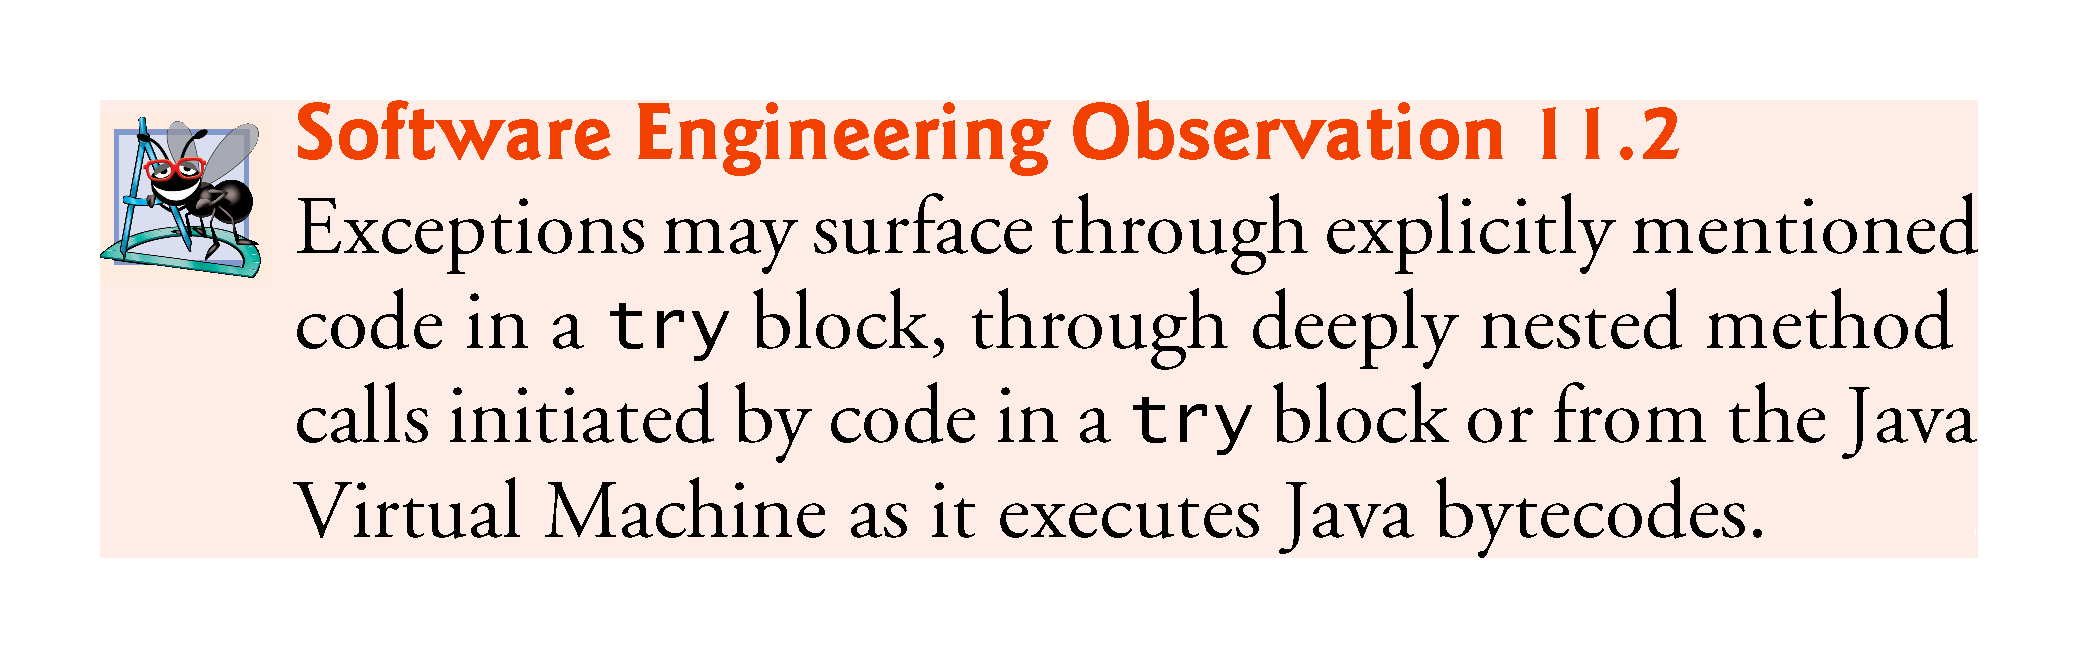 Software Engineering Observation 11.2
Exceptions may surface through explicitly mentioned
code in a try block, through deeply nested method
calls initiated by code in a try block or from the Java
Virtual Machine as it executes Java bytecodes.